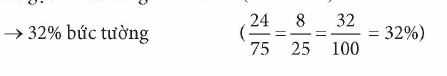 → 32% bức tường (24/75 = 8/25 = 32/100 = 32%)